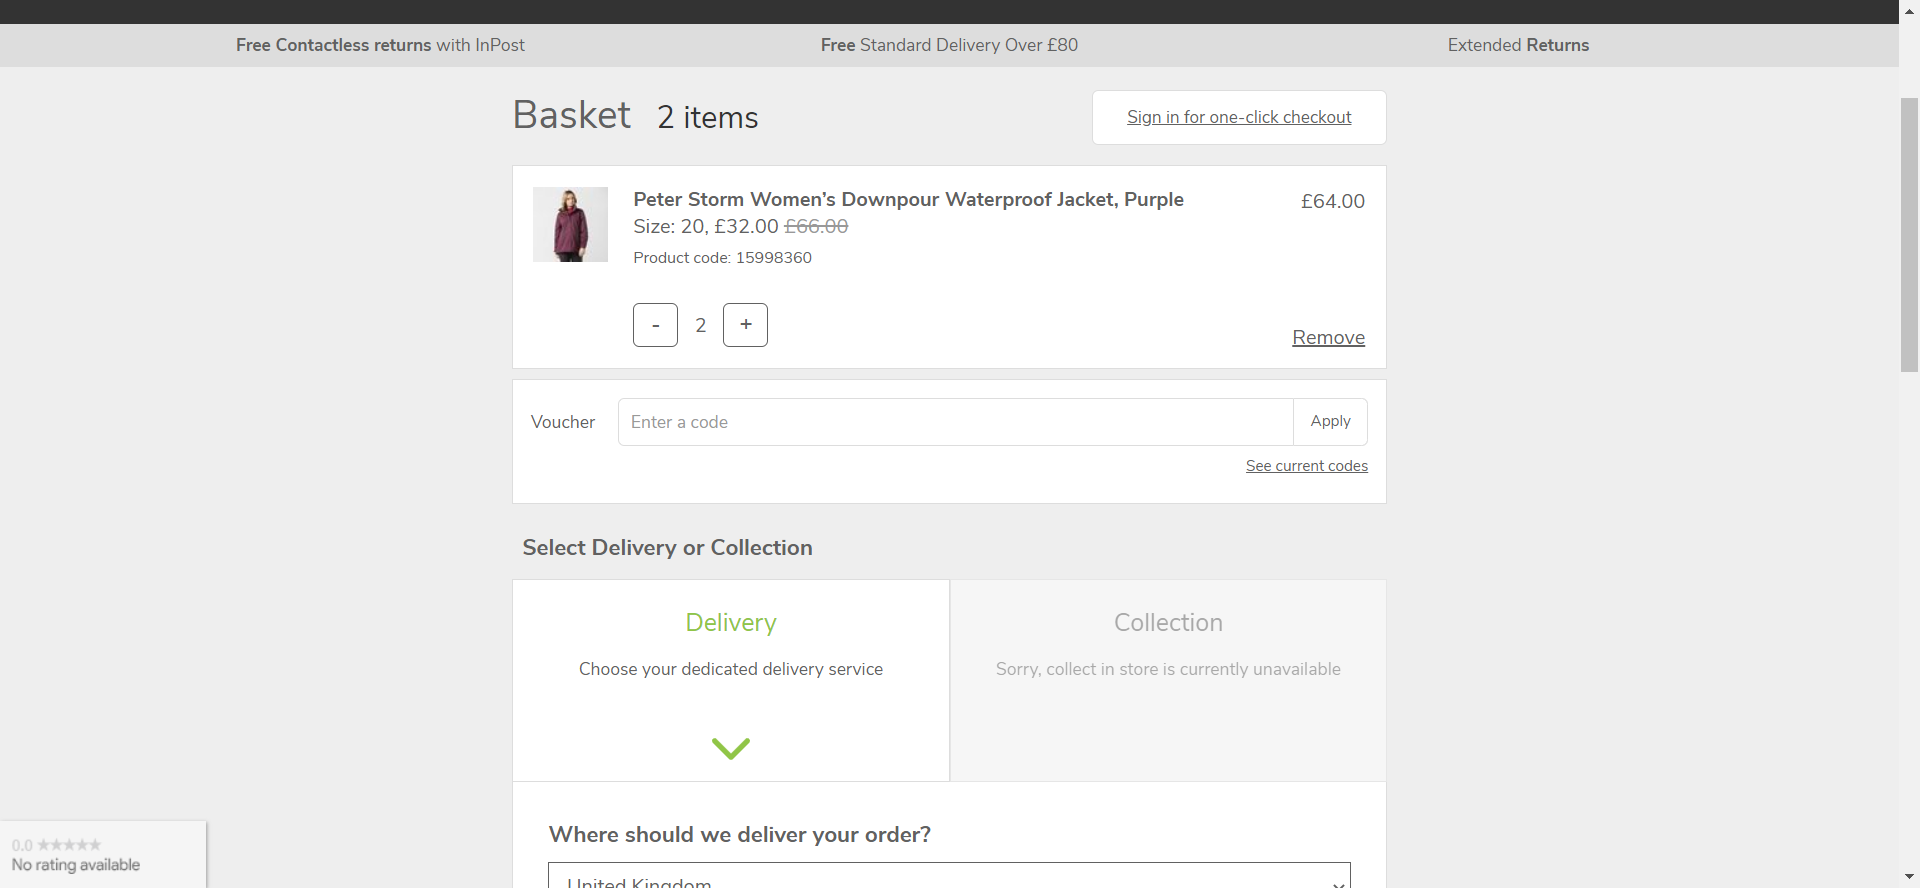 Free Contactless returns with InPost
Free Standard Delivery Over £80
Extended Returns
Basket 2 items
Sign in for one-click checkout
Peter Storm Women’s Downpour Waterproof Jacket, Purple
£64.00
Size: 20, £32.00 £66.00
Product code: 15998360
- 2 +
Remove
Voucher
Enter a code
Apply
See current codes
Select Delivery or Collection
Delivery
Choose your dedicated delivery service
Collection
Sorry, collect in store is currently unavailable
Where should we deliver your order?
United Kingdom
0.0 ★★★★★
No rating available